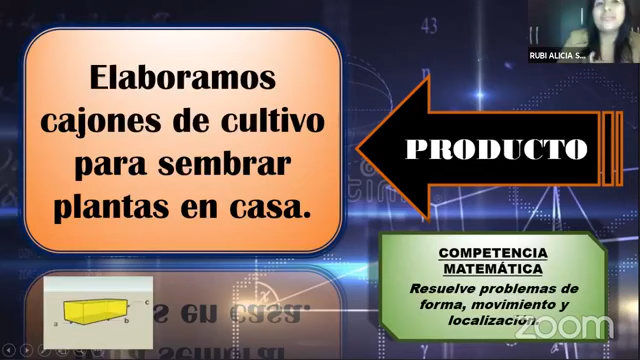 43
RUBI ALICIA S...
Elaboramos
cajones de cultivo
para sembrar
plantas en casa.
PRODUCTO
COMPETENCIA
MATEMÁTICA
Resuelve problemas de
forma, movimiento y
localización.
zoom
a
b
c